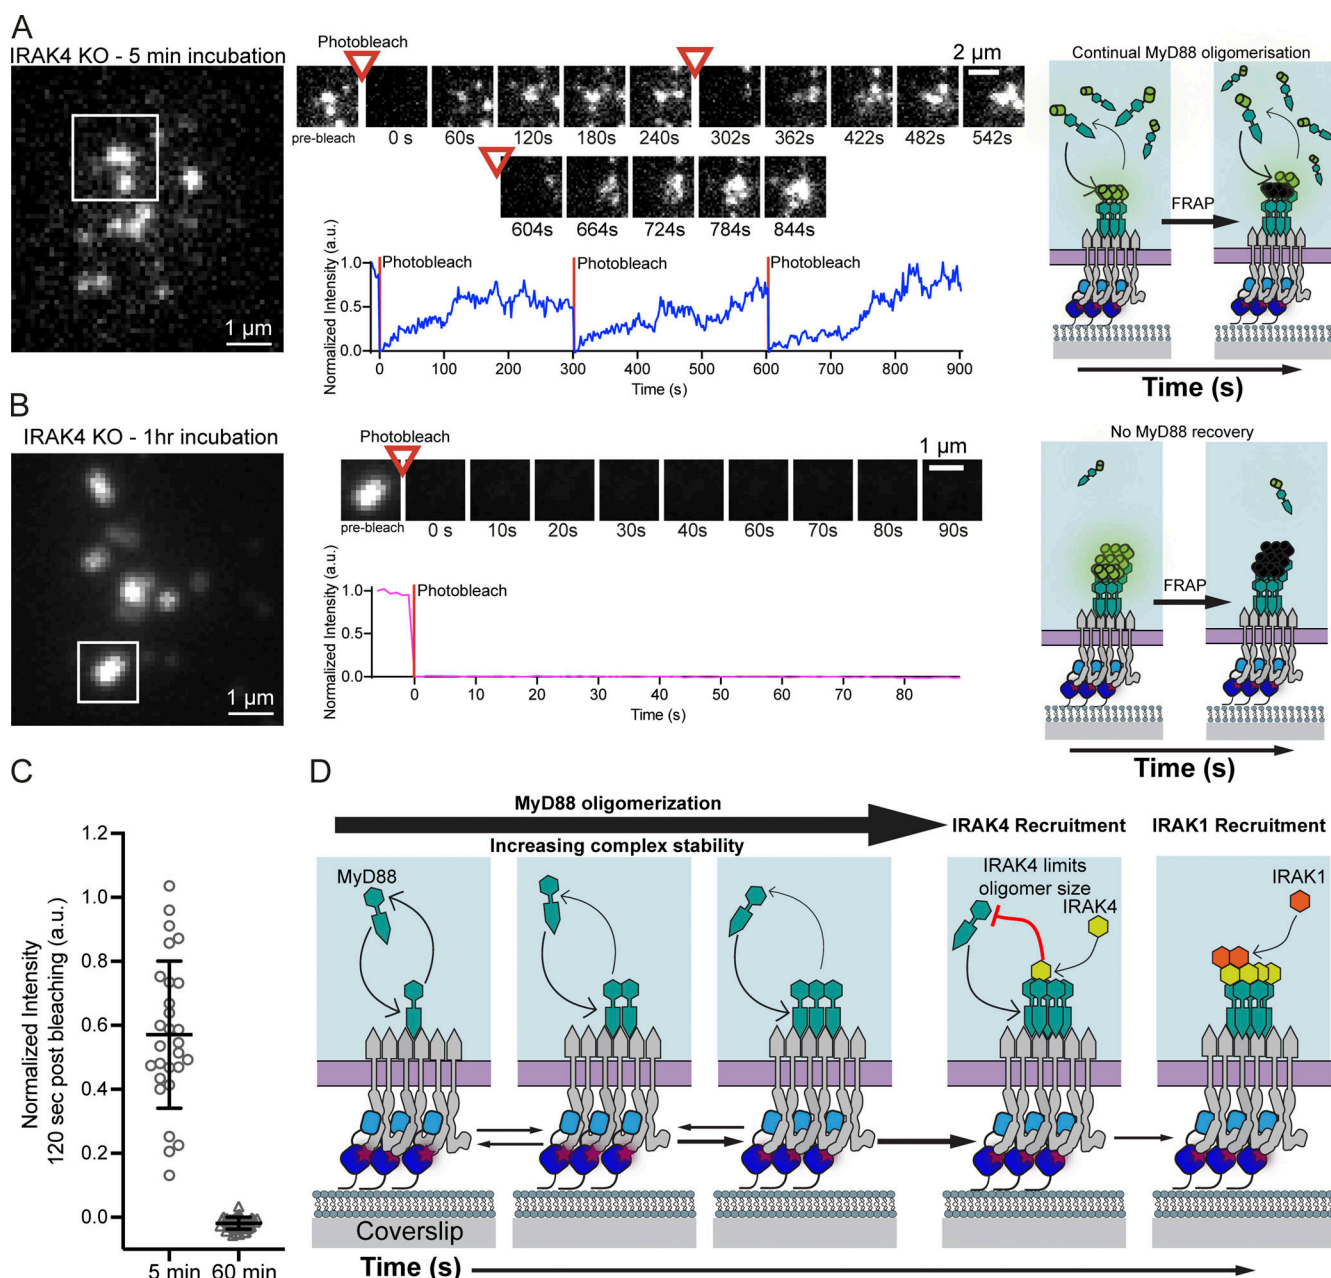 A
IRAK4 KO - 5 min incubation
1 µm
Photobleach
2 µm
pre-bleach
0 s
60s
120s
180s
240s
302s
362s
422s
482s
542s
604s
664s
724s
784s
844s
Normalized Intensity (a.u.)
1.0
0.5
0.0
Photobleach
Photobleach
Photobleach
0
100
200
300
400
500
600
700
800
900
Time (s)
Continual MyD88 oligomerisation
FRAP
Time (s)
B
IRAK4 KO - 1hr incubation
1 µm
Photobleach
1 µm
pre-bleach
0s
10s
20s
30s
40s
60s
70s
80s
90s
Normalized Intensity (a.u.)
1.0
0.5
0.0
Photobleach
0
10
20
30
40
50
60
70
80
Time (s)
No MyD88 recovery
FRAP
Time (s)
C
Normalized Intensity
120 sec post bleaching (a.u.)
1.2
1.0
0.8
0.6
0.4
0.2
0.0
5 min
60 min
D
MyD88 oligomerization
Increasing complex stability
IRAK4 Recruitment
IRAK1 Recruitment
MyD88
IRAK4 limits
oligomer size
IRAK4
IRAK1
Coverslip
Time (s)